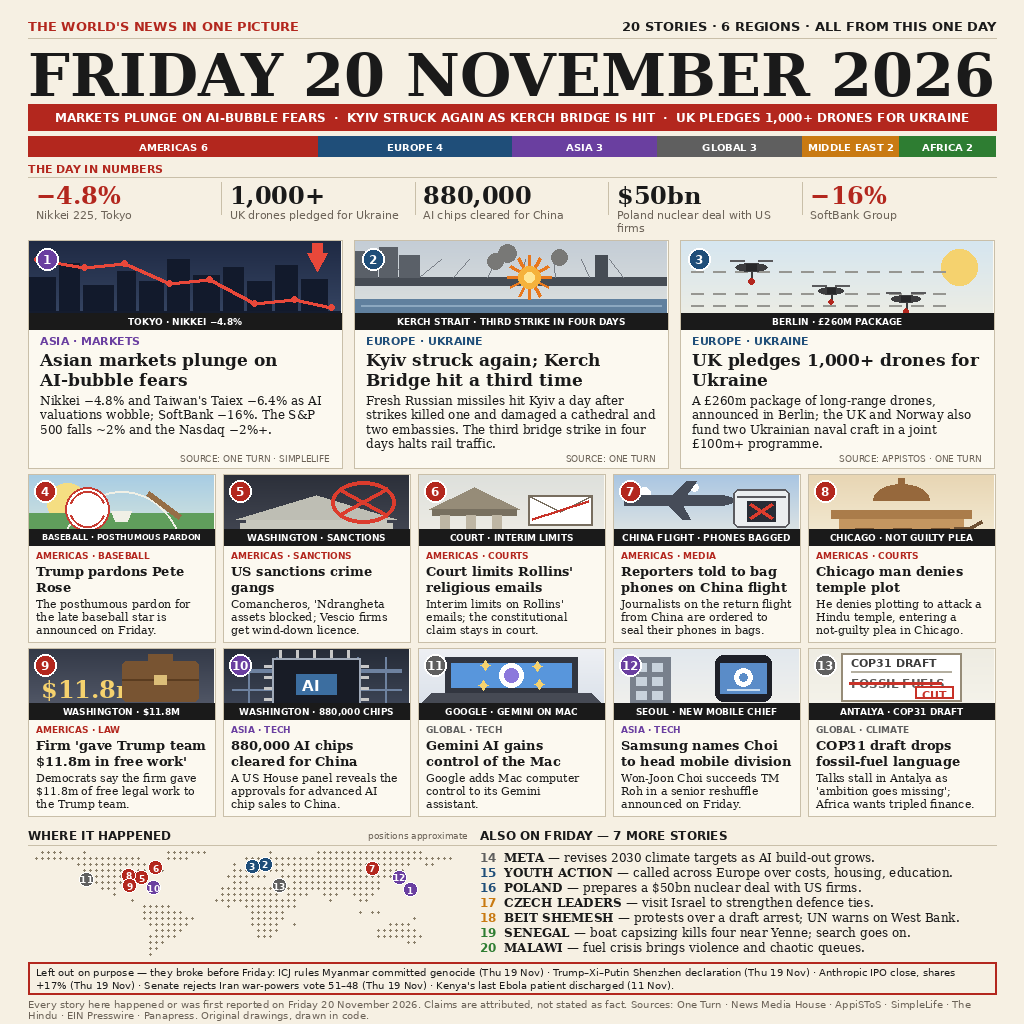 THE WORLD'S NEWS IN ONE PICTURE
20 STORIES · 6 REGIONS · ALL FROM THIS ONE DAY
FRIDAY 20 NOVEMBER 2026
MARKETS PLUNGE ON AI-BUBBLE FEARS · KYIV STRUCK AGAIN AS KERCH BRIDGE IS HIT · UK PLEDGES 1,000+ DRONES FOR UKRAINE
AMERICAS 6
EUROPE 4
ASIA 3
GLOBAL 3
MIDDLE EAST 2
AFRICA 2
THE DAY IN NUMBERS
−4.8%
Nikkei 225, Tokyo
1,000+
UK drones pledged for Ukraine
880,000
AI chips cleared for China
$50bn
Poland nuclear deal with US
firms
−16%
SoftBank Group
1
TOKYO · NIKKEI −4.8%
ASIA · MARKETS
Asian markets plunge on
AI-bubble fears
Nikkei −4.8% and Taiwan's Taiex −6.4% as AI
valuations wobble; SoftBank −16%. The S&P
500 falls ~2% and the Nasdaq −2%+.
SOURCE: ONE TURN · SIMPLELIFE
2
KERCH STRAIT · THIRD STRIKE IN FOUR DAYS
EUROPE · UKRAINE
Kyiv struck again; Kerch
Bridge hit a third time
Fresh Russian missiles hit Kyiv a day after
strikes killed one and damaged a cathedral and
two embassies. The third bridge strike in four
days halts rail traffic.
SOURCE: ONE TURN
3
BERLIN · £260M PACKAGE
EUROPE · UKRAINE
UK pledges 1,000+ drones for
Ukraine
A £260m package of long-range drones,
announced in Berlin; the UK and Norway also
fund two Ukrainian naval craft in a joint
£100m+ programme.
SOURCE: APPISTOS · ONE TURN
4
BASEBALL · POSTHUMOUS PARDON
AMERICAS · BASEBALL
Trump pardons Pete
Rose
The posthumous pardon for
the late baseball star is
announced on Friday.
5
WASHINGTON · SANCTIONS
AMERICAS · SANCTIONS
US sanctions crime
gangs
Comancheros, 'Ndrangheta
assets blocked; Vescio firms
get wind-down licence.
6
COURT · INTERIM LIMITS
AMERICAS · COURTS
Court limits Rollins'
religious emails
Interim limits on Rollins'
emails; the constitutional
claim stays in court.
7
CHINA FLIGHT · PHONES BAGGED
AMERICAS · MEDIA
Reporters told to bag
phones on China flight
Journalists on the return flight
from China are ordered to
seal their phones in bags.
8
CHICAGO · NOT GUILTY PLEA
AMERICAS · COURTS
Chicago man denies
temple plot
He denies plotting to attack a
Hindu temple, entering a
not-guilty plea in Chicago.
9
$11.8
WASHINGTON · $11.8M
AMERICAS · LAW
Firm 'gave Trump team
$11.8m in free work'
Democrats say the firm gave
$11.8m of free legal work to
the Trump team.
10
AI
WASHINGTON · 880,000 CHIPS
ASIA · TECH
880,000 AI chips
cleared for China
A US House panel reveals the
approvals for advanced AI
chip sales to China.
11
GOOGLE · GEMINI ON MAC
GLOBAL · TECH
Gemini AI gains
control of the Mac
Google adds Mac computer
control to its Gemini
assistant.
12
SEOUL · NEW MOBILE CHIEF
ASIA · TECH
Samsung names Choi
to head mobile division
Won-Joon Choi succeeds TM
Roh in a senior reshuffle
announced on Friday.
13
COP31 DRAFT
FOSSIL FUELS
CUT
ANTALYA · COP31 DRAFT
GLOBAL · CLIMATE
COP31 draft drops
fossil-fuel language
Talks stall in Antalya as
'ambition goes missing';
Africa wants tripled finance.
WHERE IT HAPPENED
positions approximate
11
8
5
6
9
10
3
2
13
7
12
1
ALSO ON FRIDAY — 7 MORE STORIES
14 META — revises 2030 climate targets as AI build-out grows.
15 YOUTH ACTION — called across Europe over costs, housing, education.
16 POLAND — prepares a $50bn nuclear deal with US firms.
17 CZECH LEADERS — visit Israel to strengthen defence ties.
18 BEIT SHEMESH — protests over a draft arrest; UN warns on West Bank.
19 SENEGAL — boat capsizing kills four near Yenne; search goes on.
20 MALAWI — fuel crisis brings violence and chaotic queues.
Left out on purpose — they broke before Friday: ICJ rules Myanmar committed genocide (Thu 19 Nov) · Trump–Xi–Putin Shenzhen declaration (Thu 19 Nov) · Anthropic IPO close, shares
+17% (Thu 19 Nov) · Senate rejects Iran war-powers vote 51–48 (Thu 19 Nov) · Kenya's last Ebola patient discharged (11 Nov).
Every story here happened or was first reported on Friday 20 November 2026. Claims are attributed, not stated as fact. Sources: One Turn · News Media House · AppiSToS · SimpleLife · The
Hindu · EIN Presswire · Panapress. Original drawings, drawn in code.